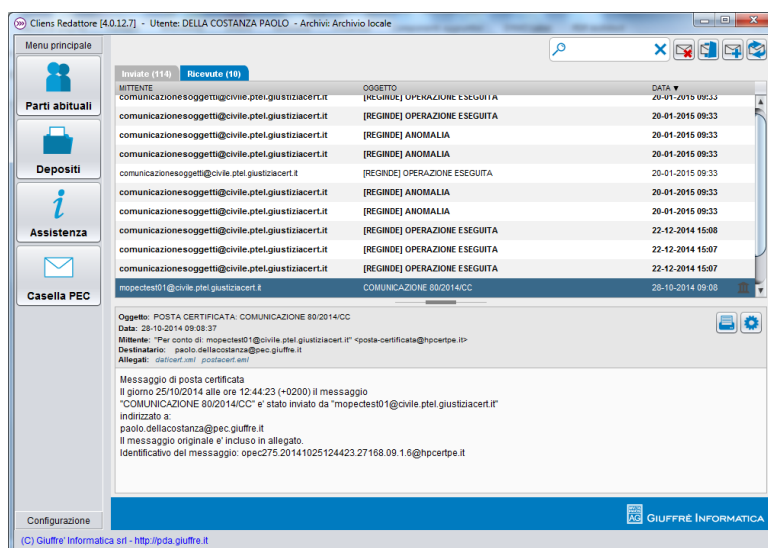 Cliens Redattore [4.0.12.7] - Utente: DELLA COSTANZA PAOLO - Archivi: Archivio locale
Menu principale
Parti abituali
Depositi
Assistenza
Casella PEC
Configurazione
Inviate (114) Ricevute (10)
MITTENTE OGGETTO DATA ▼
comunicazionesoggetti@civile.ptel.giustiziacert.it [REGINDE] OPERAZIONE ESEGUITA 20-01-2015 09:33
comunicazionesoggetti@civile.ptel.giustiziacert.it [REGINDE] OPERAZIONE ESEGUITA 20-01-2015 09:33
comunicazionesoggetti@civile.ptel.giustiziacert.it [REGINDE] ANOMALIA 20-01-2015 09:33
comunicazionesoggetti@civile.ptel.giustiziacert.it [REGINDE] ANOMALIA 20-01-2015 09:33
comunicazionesoggetti@civile.ptel.giustiziacert.it [REGINDE] OPERAZIONE ESEGUITA 20-01-2015 09:33
comunicazionesoggetti@civile.ptel.giustiziacert.it [REGINDE] ANOMALIA 20-01-2015 09:33
comunicazionesoggetti@civile.ptel.giustiziacert.it [REGINDE] ANOMALIA 20-01-2015 09:33
comunicazionesoggetti@civile.ptel.giustiziacert.it [REGINDE] OPERAZIONE ESEGUITA 22-12-2014 15:08
comunicazionesoggetti@civile.ptel.giustiziacert.it [REGINDE] OPERAZIONE ESEGUITA 22-12-2014 15:07
comunicazionesoggetti@civile.ptel.giustiziacert.it [REGINDE] OPERAZIONE ESEGUITA 22-12-2014 15:07
mopectest01@civile.ptel.giustiziacert.it COMUNICAZIONE 80/2014/CC 28-10-2014 09:08
Oggetto: POSTA CERTIFICATA: COMUNICAZIONE 80/2014/CC
Data: 28-10-2014 09:08:37
Mittente: "Per conto di: mopectest01@civile.ptel.giustiziacert.it" <posta-certificata@hpcertpe.it>
Destinatario: paolo.dellacostanza@pec.giuffre.it
Allegati: daticert.xml postacert.eml
Messaggio di posta certificata
Il giorno 25/10/2014 alle ore 12:44:23 (+0200) il messaggio
"COMUNICAZIONE 80/2014/CC" e' stato inviato da "mopectest01@civile.ptel.giustiziacert.it"
indirizzato a:
paolo.dellacostanza@pec.giuffre.it
Il messaggio originale e' incluso in allegato.
Identificativo del messaggio: opec275.20141025124423.27168.09.1.6@hpcertpe.it
GIUFFRÈ INFORMATICA
(C) Giuffre' Informatica srl - http://pda.giuffre.it